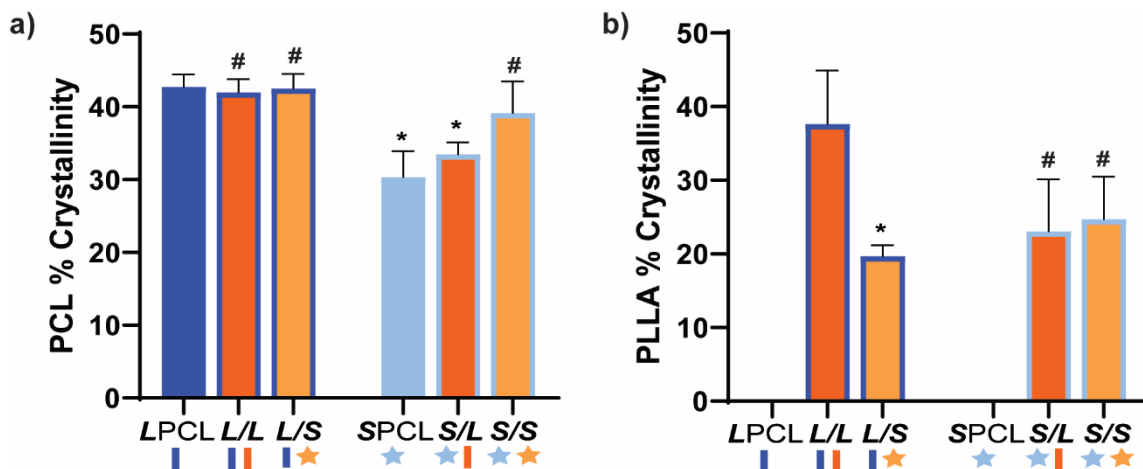 a)
PCL % Crystallinity
50
40
30
20
10
0
# # * * #
LPCL L/L L/S SPCL S/L S/S
b)
PLLA % Crystallinity
50
40
30
20
10
0
* # #
LPCL L/L L/S SPCL S/L S/S